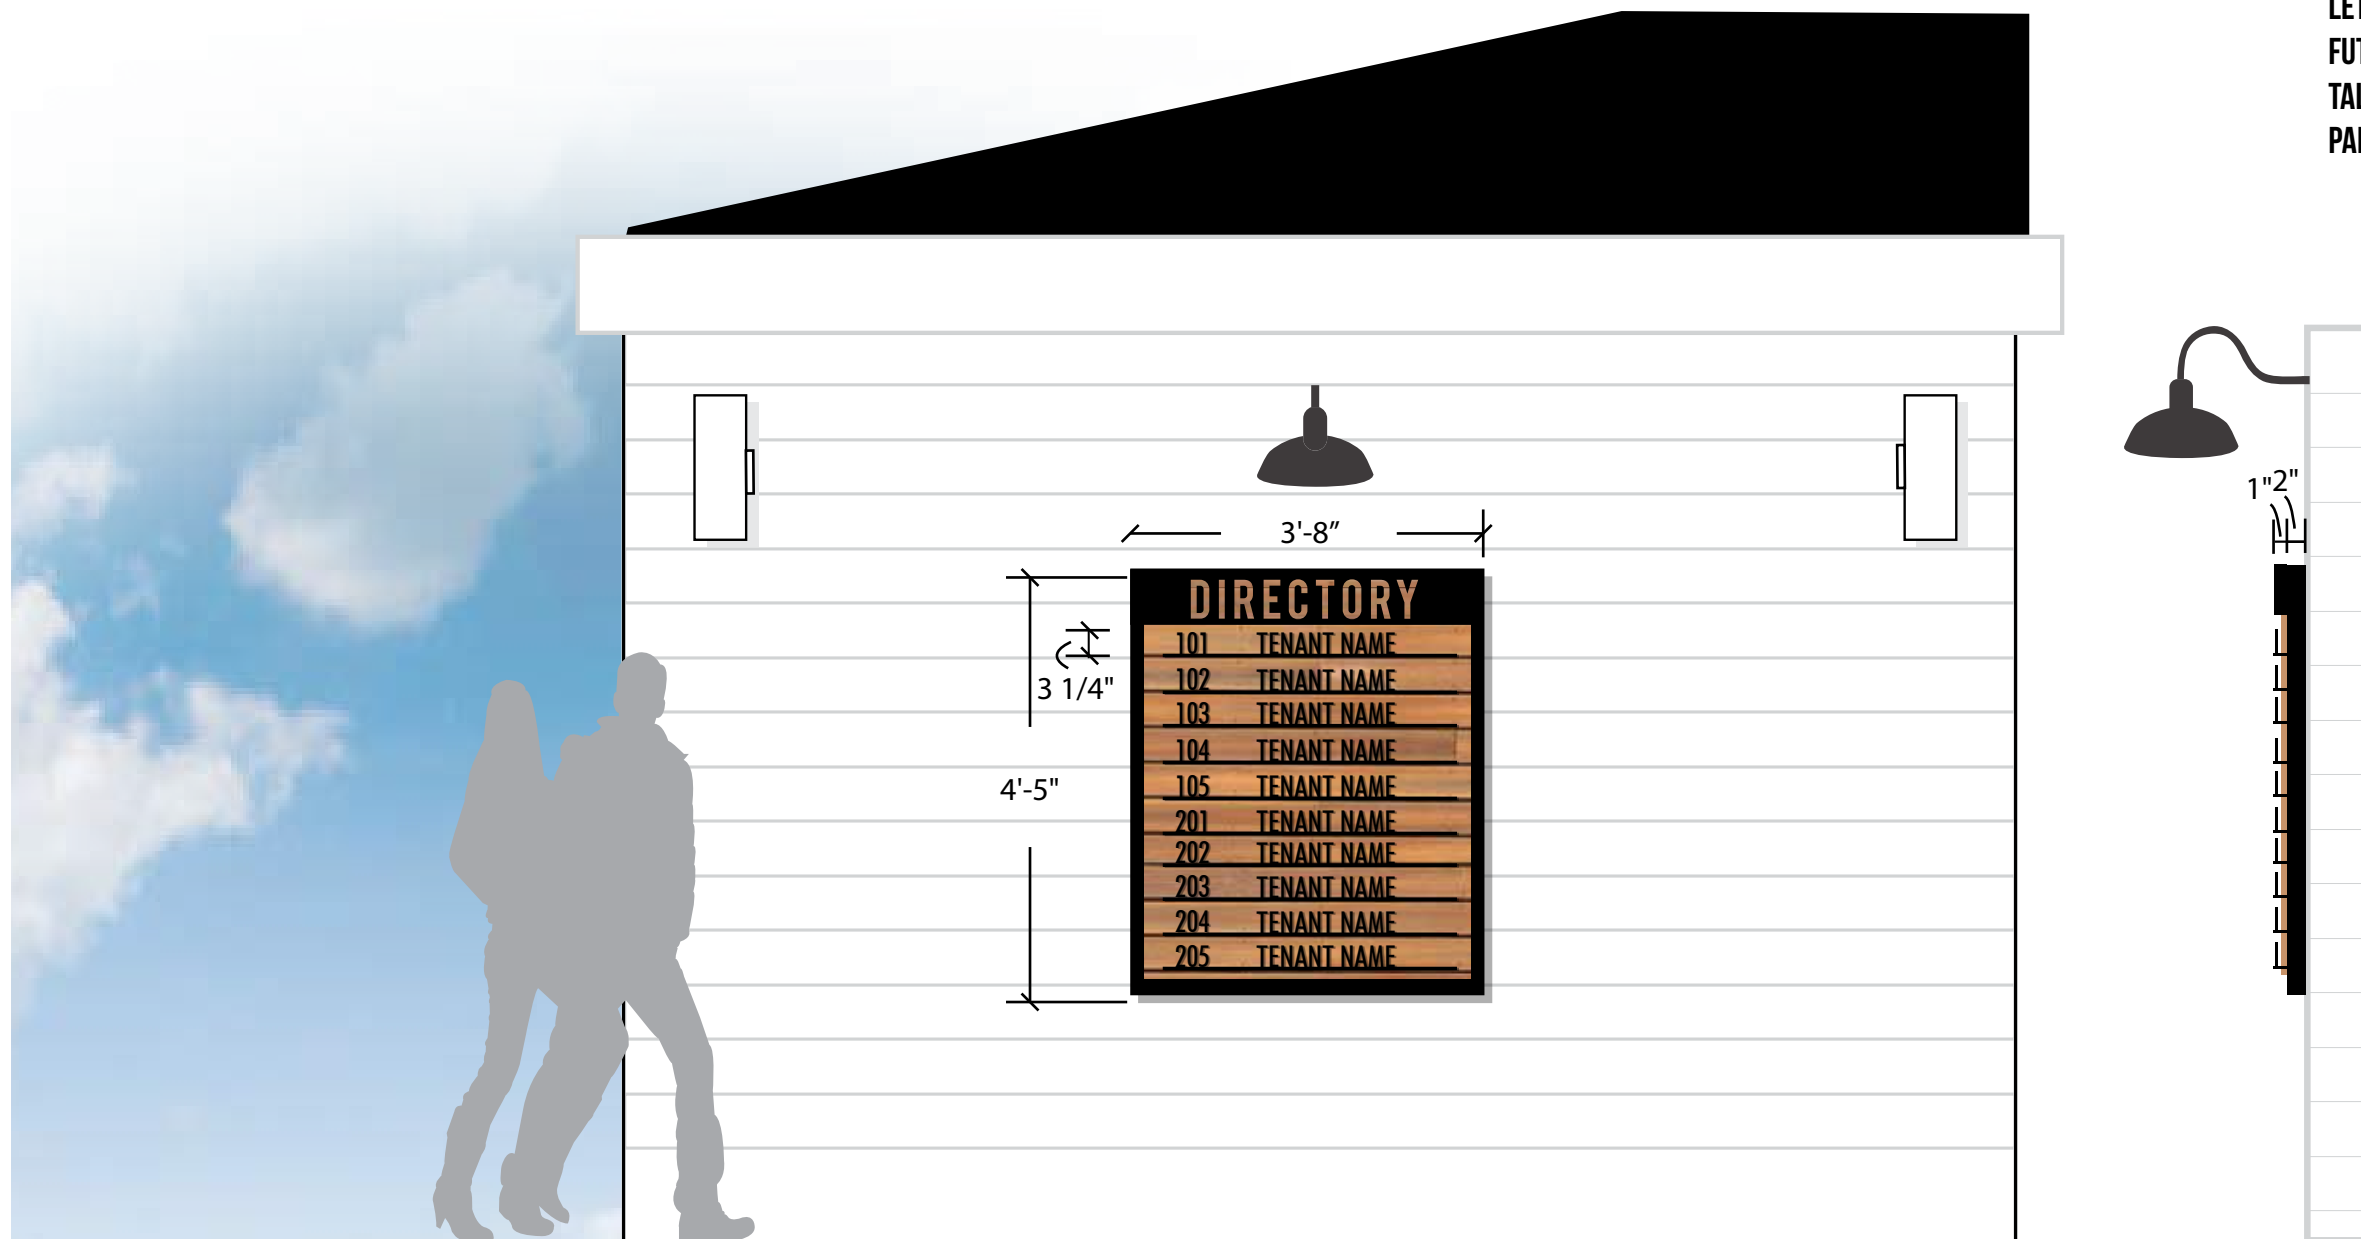 3'-8”
DIRECTORY
101 TENANT NAME
102 TENANT NAME
103 TENANT NAME
104 TENANT NAME
105 TENANT NAME
201 TENANT NAME
202 TENANT NAME
203 TENANT NAME
204 TENANT NAME
205 TENANT NAME
3 1/4"
4'-5"
1"2"